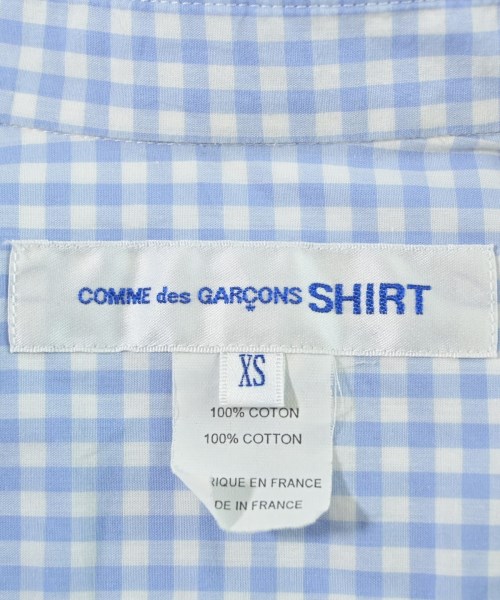 COMME des GARÇONS SHIRT
XS
100% COTON
100% COTTON
RIQUE EN FRANCE
DE IN FRANCE